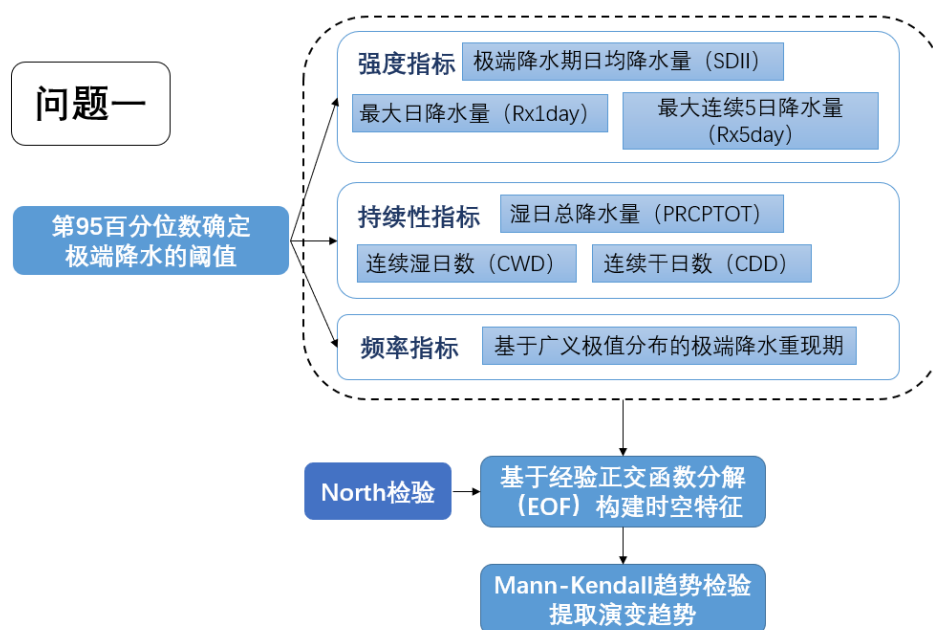 问题一
第95百分位数确定
极端降水的阈值
强度指标
极端降水期日均降水量（SDII）
最大日降水量（Rx1day）
最大连续5日降水量
（Rx5day）
持续性指标
湿日总降水量（PRCPTOT）
连续湿日数（CWD）
连续干日数（CDD）
频率指标
基于广义极值分布的极端降水重现期
North检验
基于经验正交函数分解
（EOF）构建时空特征
Mann-Kendall趋势检验
提取演变趋势